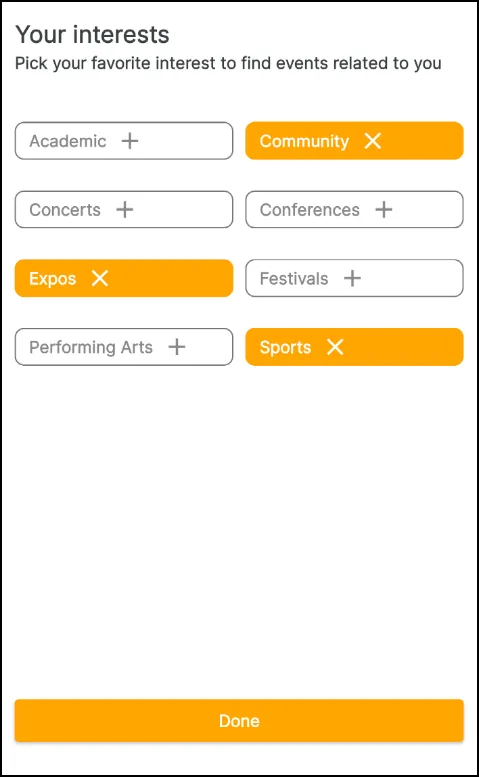 Your interests
Pick your favorite interest to find events related to you
Academic
Community
Concerts
Conferences
Expos
Festivals
Performing Arts
Sports
Done